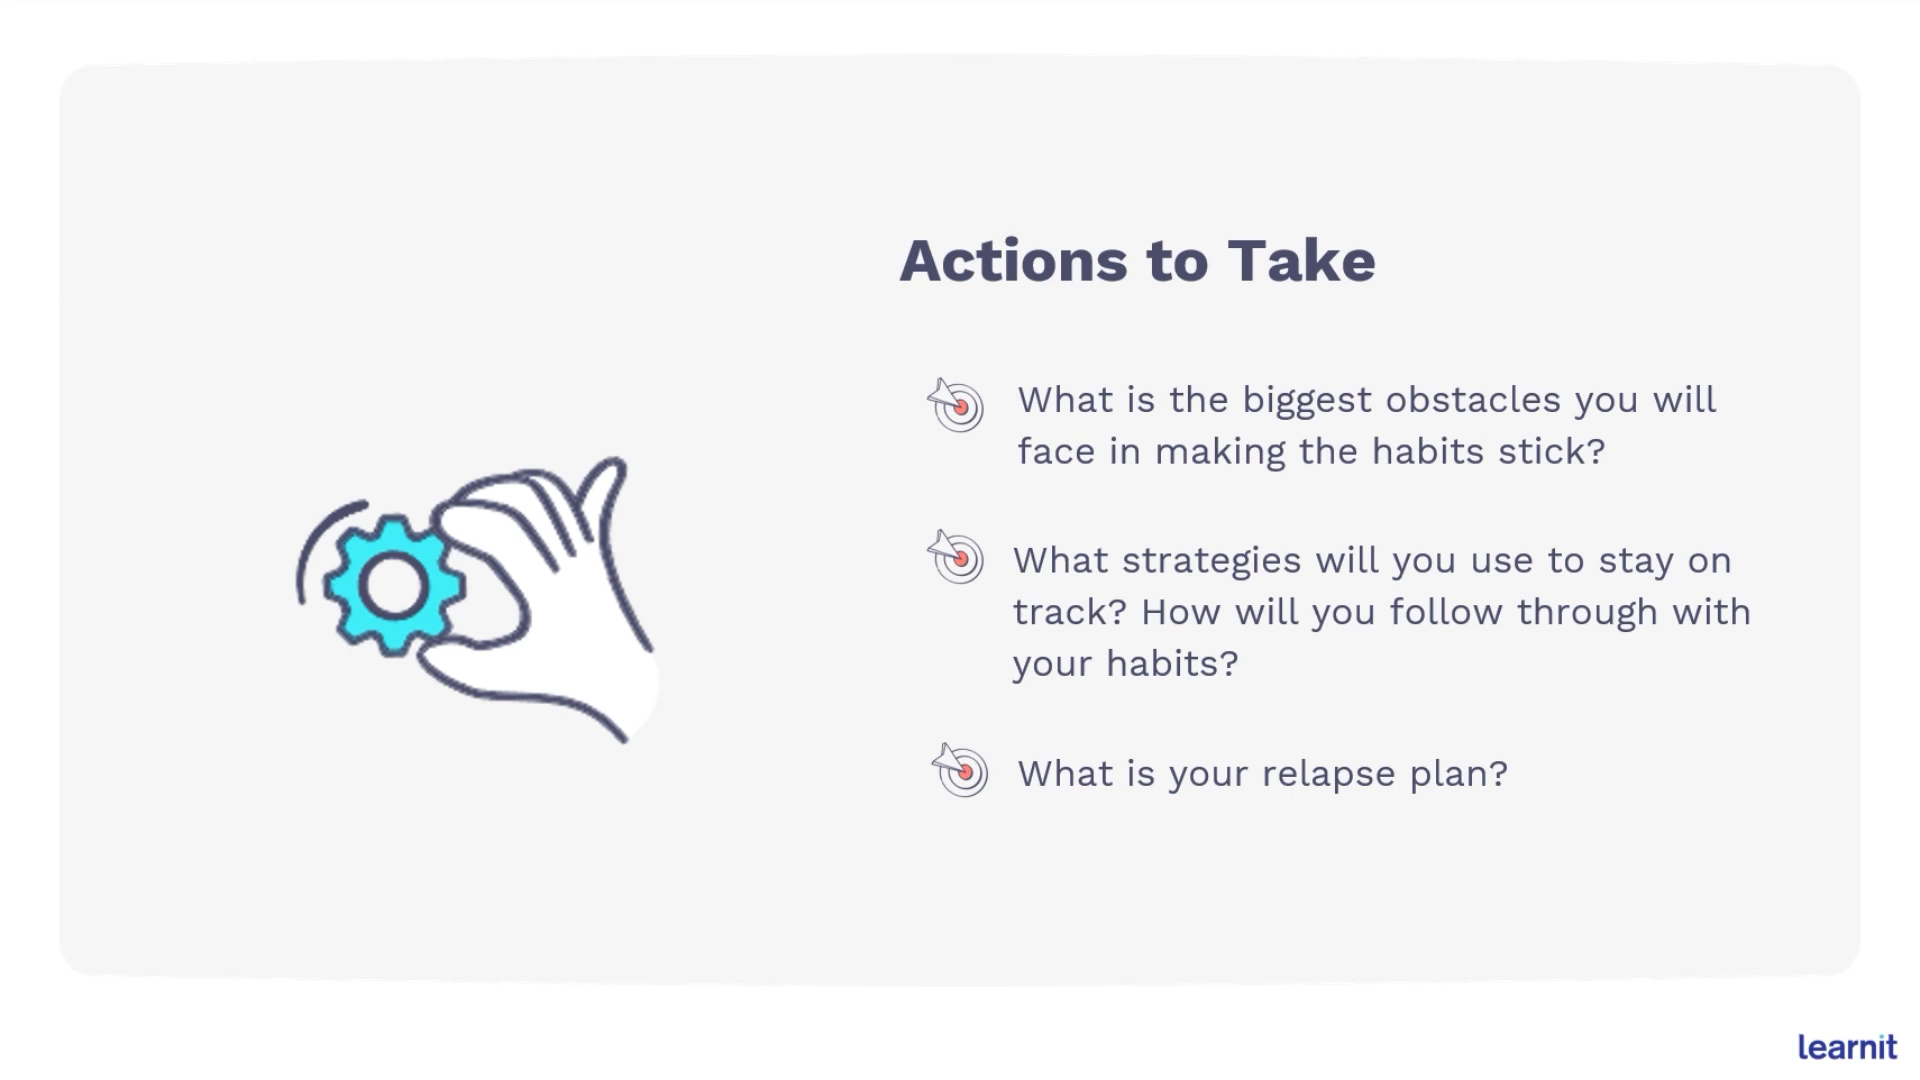 Actions to Take
What is the biggest obstacles you will
face in making the habits stick?
What strategies will you use to stay on
track? How will you follow through with
your habits?
What is your relapse plan?
learnit